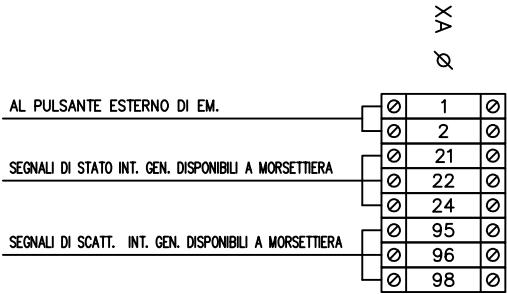 XA Ø
AL PULSANTE ESTERNO DI EM.
1
2
SEGNALI DI STATO INT. GEN. DISPONIBILI A MORSETTIERA
21
22
24
SEGNALI DI SCATT. INT. GEN. DISPONIBILI A MORSETTIERA
95
96
98